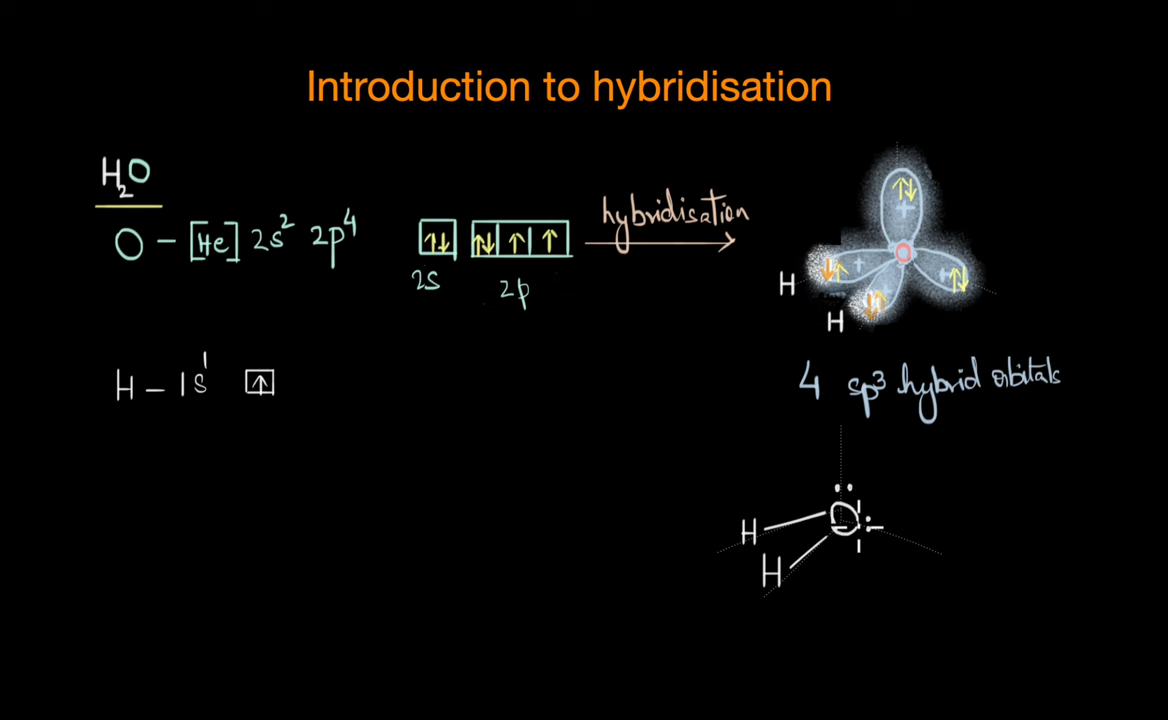 Introduction to hybridisation
H₂O
O – [He] 2s² 2p⁴
2s
2p
hybridisation
H
H
4 sp³ hybrid orbitals
H – 1s¹
O
H
H